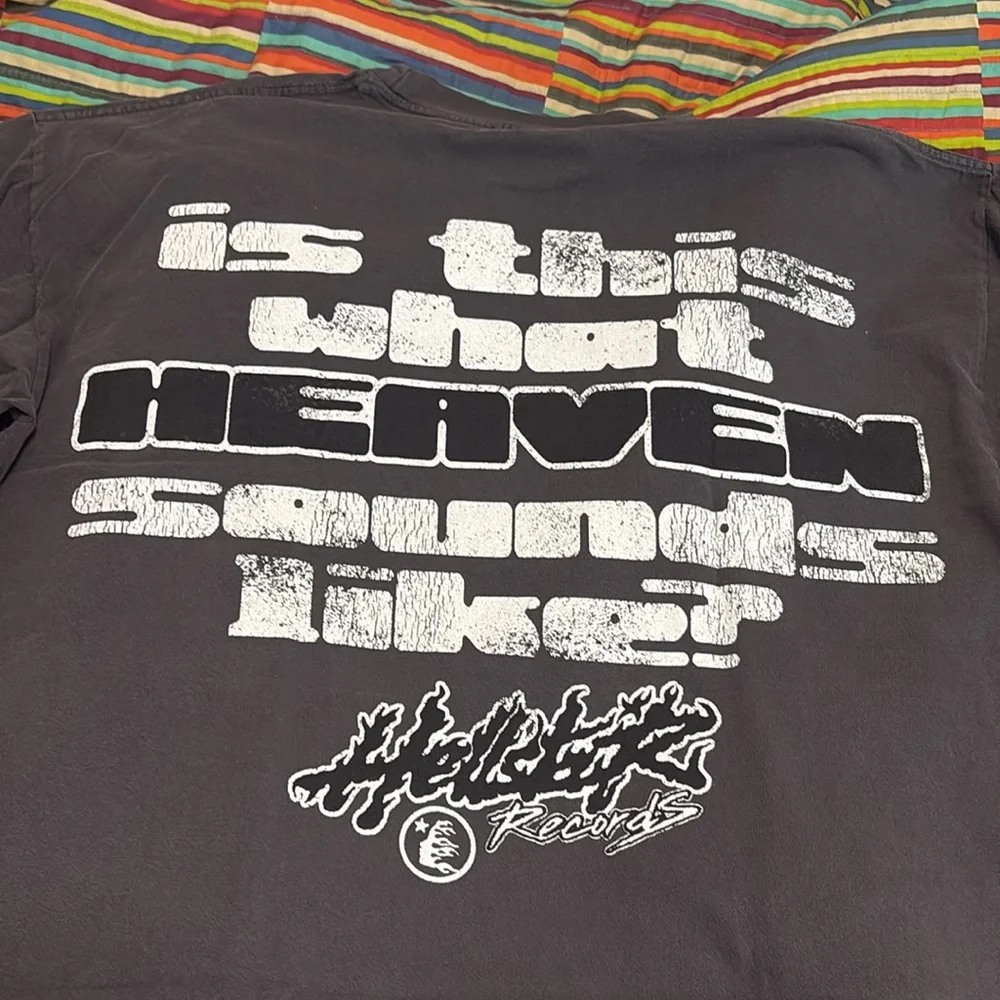 is this
what
HEAVEN
sounds
like?
Hellstar
Records